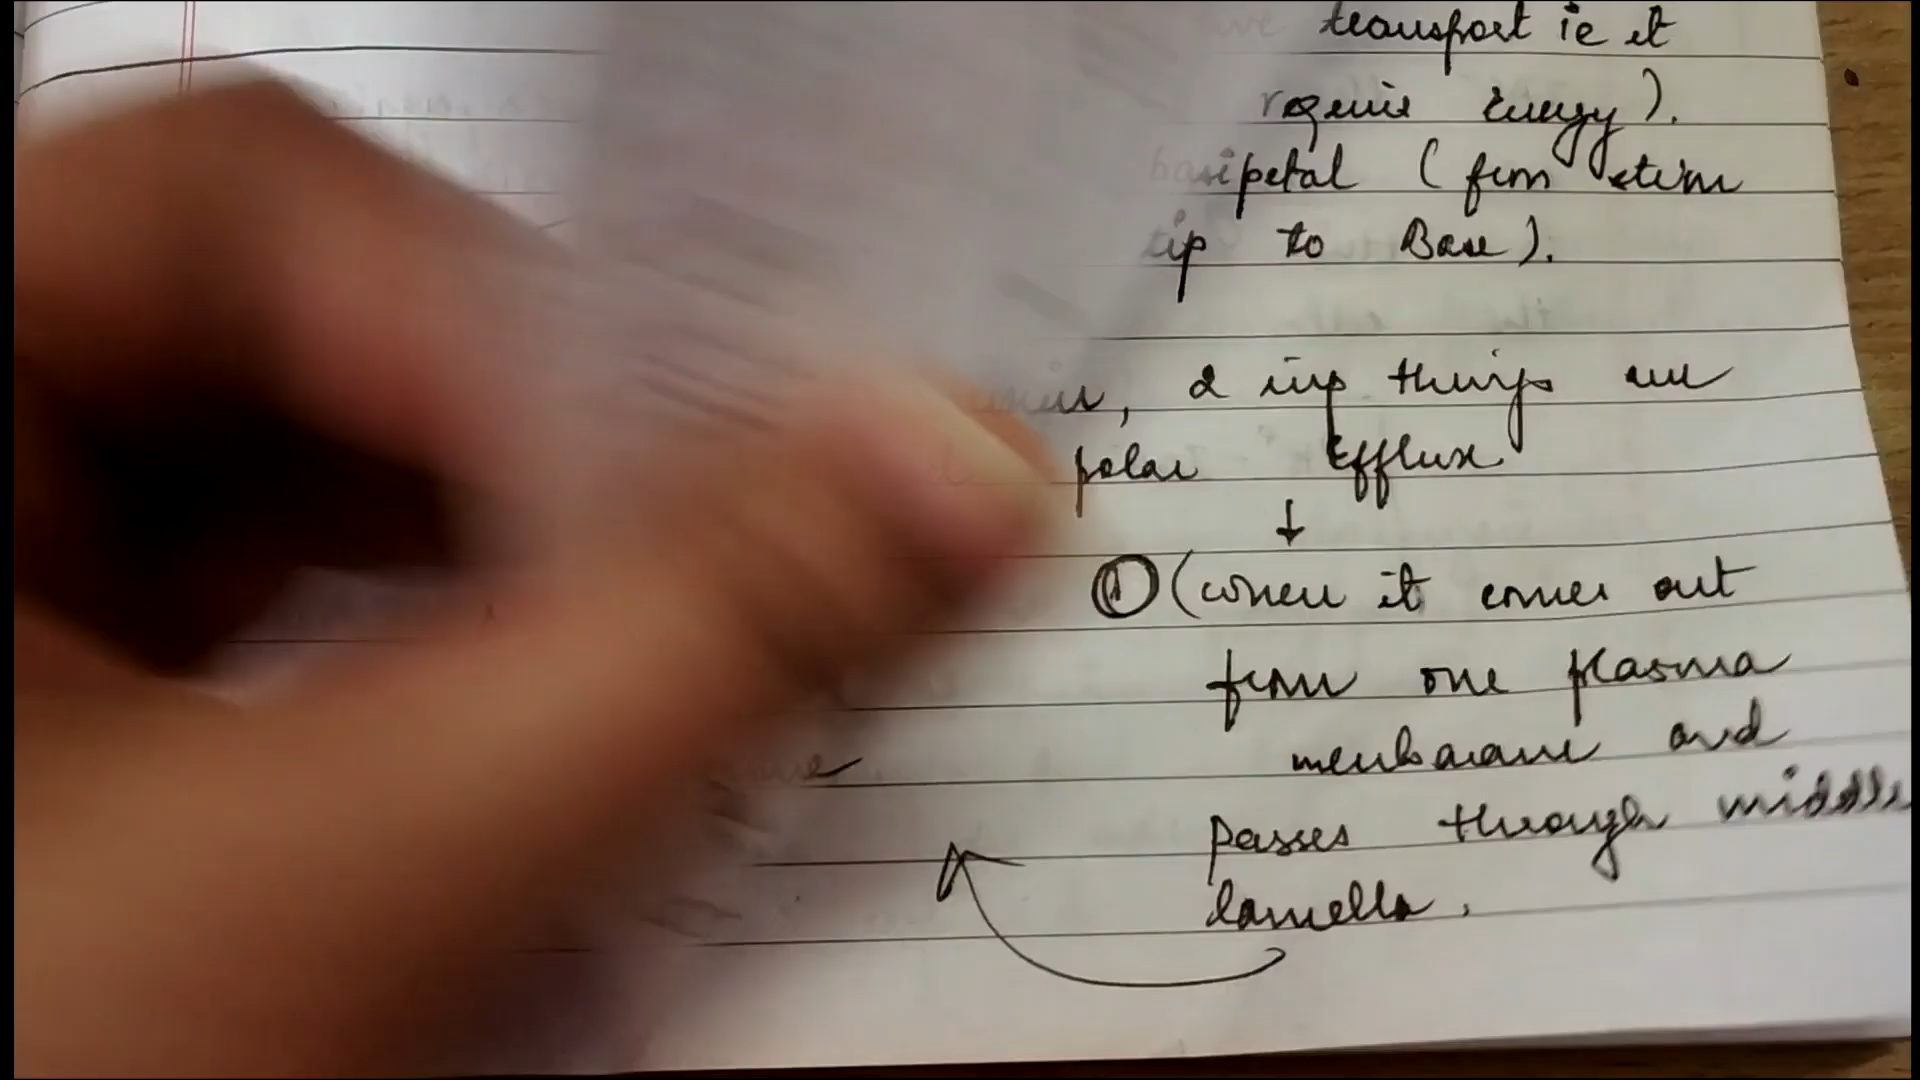 transport ie it
require Energy).
basipetal (from stem
tip to Base).
, 2 imp things are
polar Efflux
↓
① (when it comes out
from one plasma
membrane and
passes through middle
lamella.